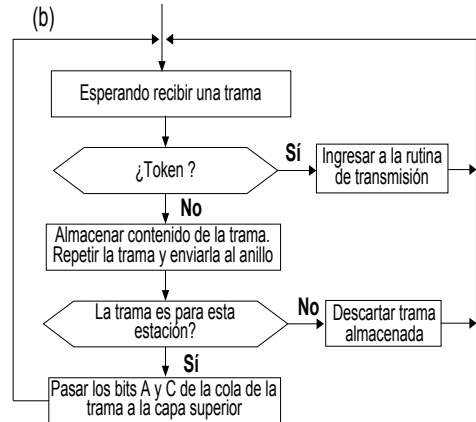 (b)
Esperando recibir una trama
¿Token ?
Sí
Ingresar a la rutina
de transmisión
No
Almacenar contenido de la trama.
Repetir la trama y enviarla al anillo
La trama es para esta
estación?
No
Descartar trama
almacenada
Sí
Pasar los bits A y C de la cola de la
trama a la capa superior